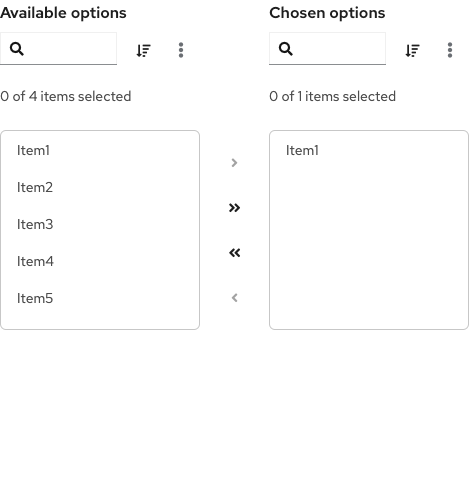 Available options
0 of 4 items selected
Item1
Item2
Item3
Item4
Item5
Chosen options
0 of 1 items selected
Item1